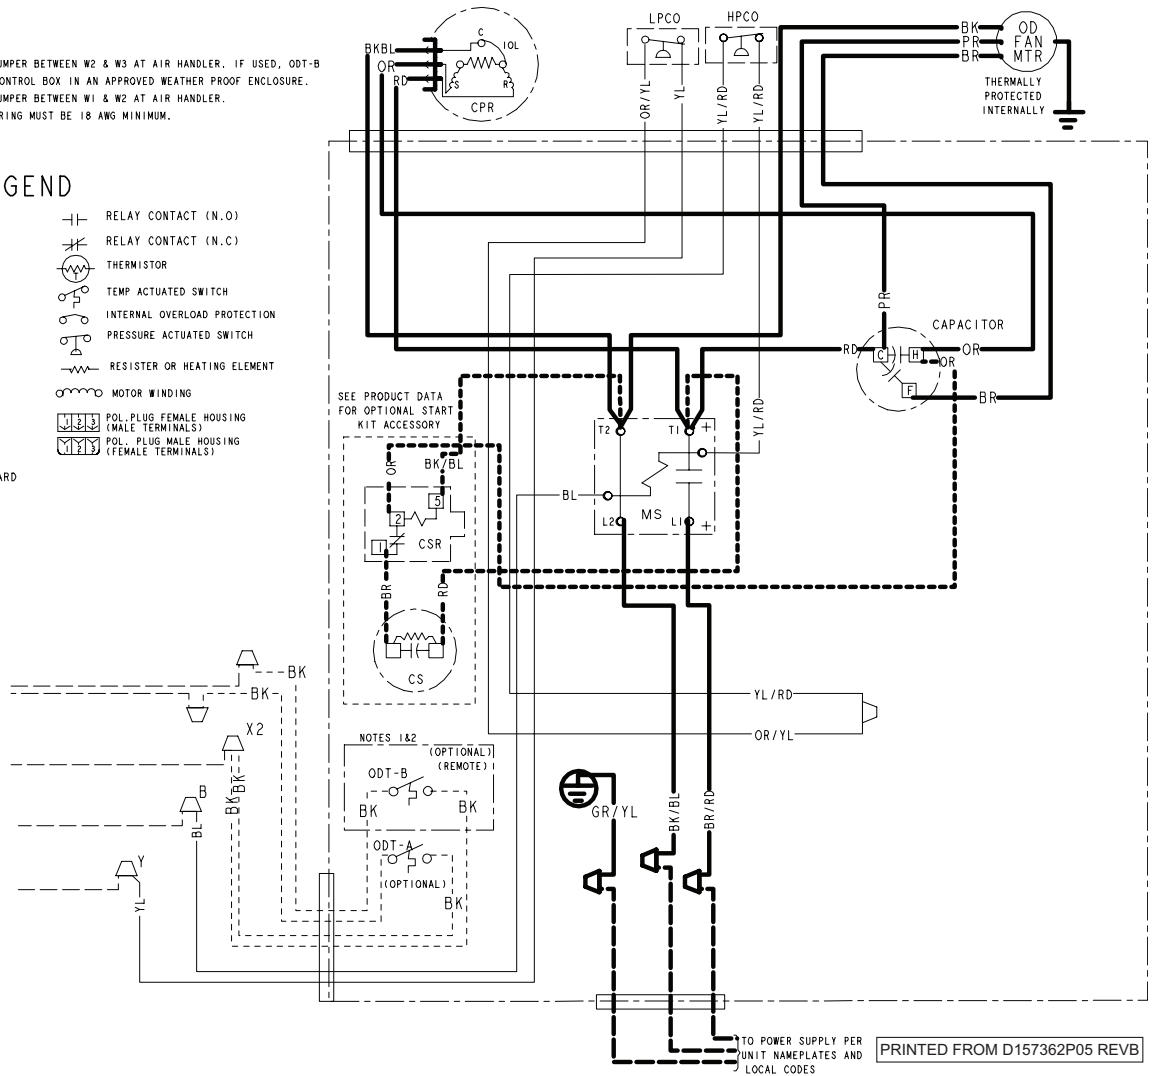 UMPER BETWEEN W2 & W3 AT AIR HANDLER. IF USED, ODT-B
ONTROL BOX IN AN APPROVED WEATHER PROOF ENCLOSURE.
UMPER BETWEEN W1 & W2 AT AIR HANDLER.
RING MUST BE 18 AWG MINIMUM.
GEND
RELAY CONTACT (N.O)
RELAY CONTACT (N.C)
T
THERMISTOR
TEMP ACTUATED SWITCH
INTERNAL OVERLOAD PROTECTION
PRESSURE ACTUATED SWITCH
RESISTER OR HEATING ELEMENT
MOTOR WINDING
1 2 3
POL.PLUG FEMALE HOUSING
(MALE TERMINALS)
1 2 3
POL. PLUG MALE HOUSING
(FEMALE TERMINALS)
ARD
BKBL
OR
RD
C
IOL
S
R
CPR
LPCO
HPCO
OR/YL
YL
YL/RD
YL/RD
BK
PR
BR
OD
FAN
MTR
THERMALLY
PROTECTED
INTERNALLY
PR
CAPACITOR
RD
C
H
OR
OR
F
BR
SEE PRODUCT DATA
FOR OPTIONAL START
KIT ACCESSORY
OR
BK/BL
5
2
1
CSR
BR
RD
CS
T2
T1
+
YL/RD
BL
MS
L2
L1
+
BK
BK
X2
BK
BK
B
BL
Y
YL
NOTES 1&2
(OPTIONAL)
(REMOTE)
ODT-B
BK
BK
ODT-A
(OPTIONAL)
BK
YL/RD
OR/YL
GR/YL
BK/BL
BR/RD
TO POWER SUPPLY PER
UNIT NAMEPLATES AND
LOCAL CODES
PRINTED FROM D157362P05 REVB